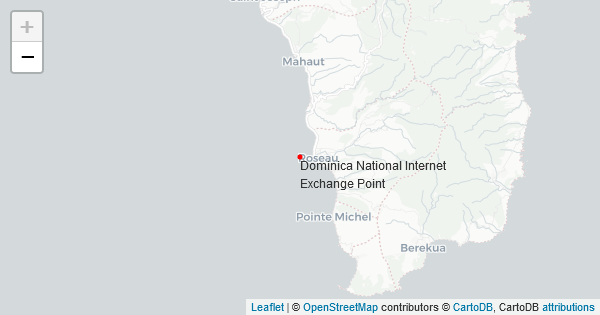 +
−
Mahaut
Roseau
Dominica National Internet
Exchange Point
Pointe Michel
Berekua
Leaflet | © OpenStreetMap contributors © CartoDB, CartoDB attributions